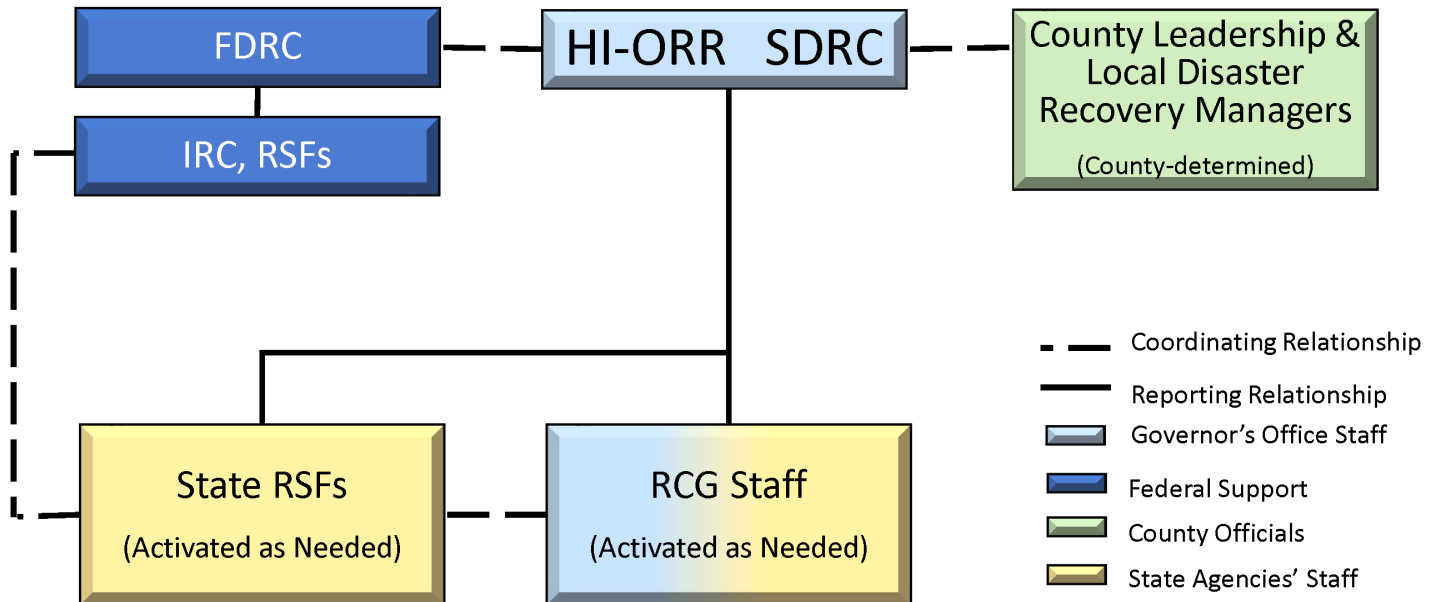 FDRC
HI-ORR SDRC
County Leadership &
Local Disaster
Recovery Managers
(County-determined)
IRC, RSFs
State RSFs
(Activated as Needed)
RCG Staff
(Activated as Needed)
Coordinating Relationship
Reporting Relationship
Governor's Office Staff
Federal Support
County Officials
State Agencies' Staff